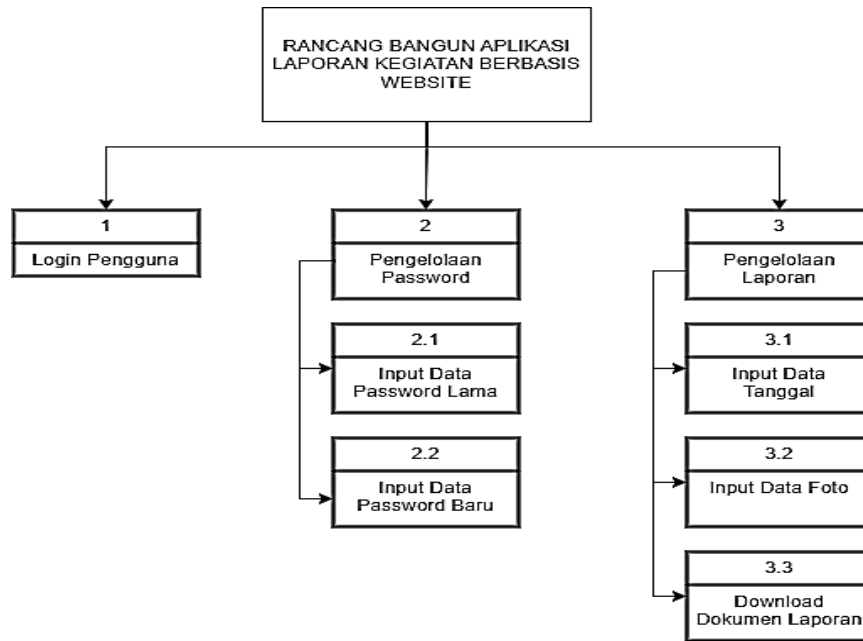 RANCANG BANGUN APLIKASI
LAPORAN KEGIATAN BERBASIS
WEBSITE
1
Login Pengguna
2
Pengelolaan
Password
2.1
Input Data
Password Lama
2.2
Input Data
Password Baru
3
Pengelolaan
Laporan
3.1
Input Data
Tanggal
3.2
Input Data Foto
3.3
Download
Dokumen Laporan